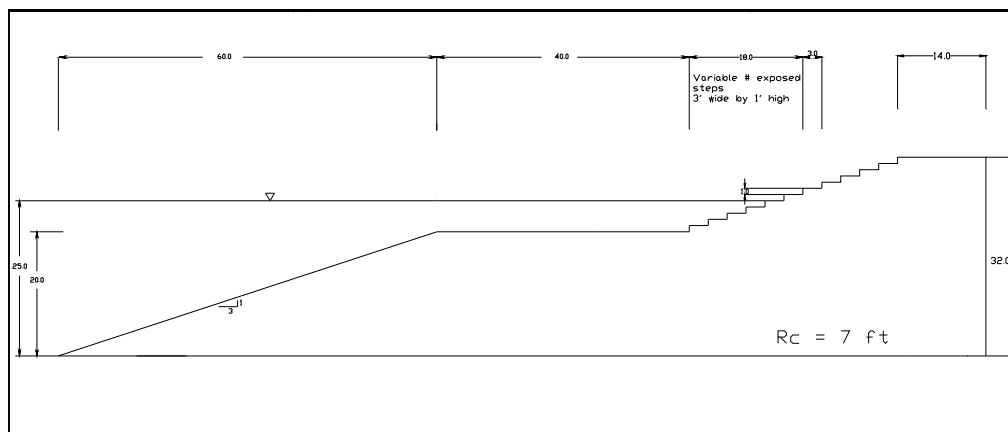 60.0
40.0
18.0
3.0
14.0
Variable # exposed
steps
3' wide by 1' high
1.0
25.0
20.0
32.0
1
3
Rc = 7 ft